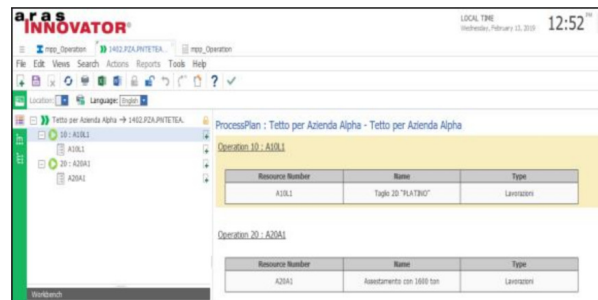 aras
INNOVATOR®
LOCAL TIME
Wednesday, February 13, 2019
12:52 PM
mpp_Operation
1402.PZA.PNTETEA.
mpp_Operation
File Edit Views Search Actions Reports Tools Help
Location:
Language: English
Tetto per Azienda Alpha → 1402.PZA.PNTETEA.
10 : A10L1
A10L1
20 : A20A1
A20A1
Workbench
ProcessPlan : Tetto per Azienda Alpha - Tetto per Azienda Alpha
Operation 10 : A10L1
Resource Number Name Type
A10L1 Taglio 2D "PLATINO" Lavorazioni
Operation 20 : A20A1
Resource Number Name Type
A20A1 Assestamento con 1600 ton Lavorazioni